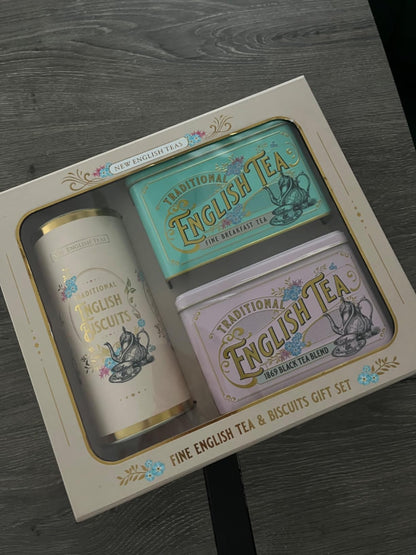 NEW ENGLISH TEAS
TRADITIONAL
ENGLISH TEA
FINE BREAKFAST TEA
NEW ENGLISH TEAS
TRADITIONAL
ENGLISH
BISCUITS
TRADITIONAL
ENGLISH TEA
1869 BLACK TEA BLEND
FINE ENGLISH TEA & BISCUITS GIFT SET